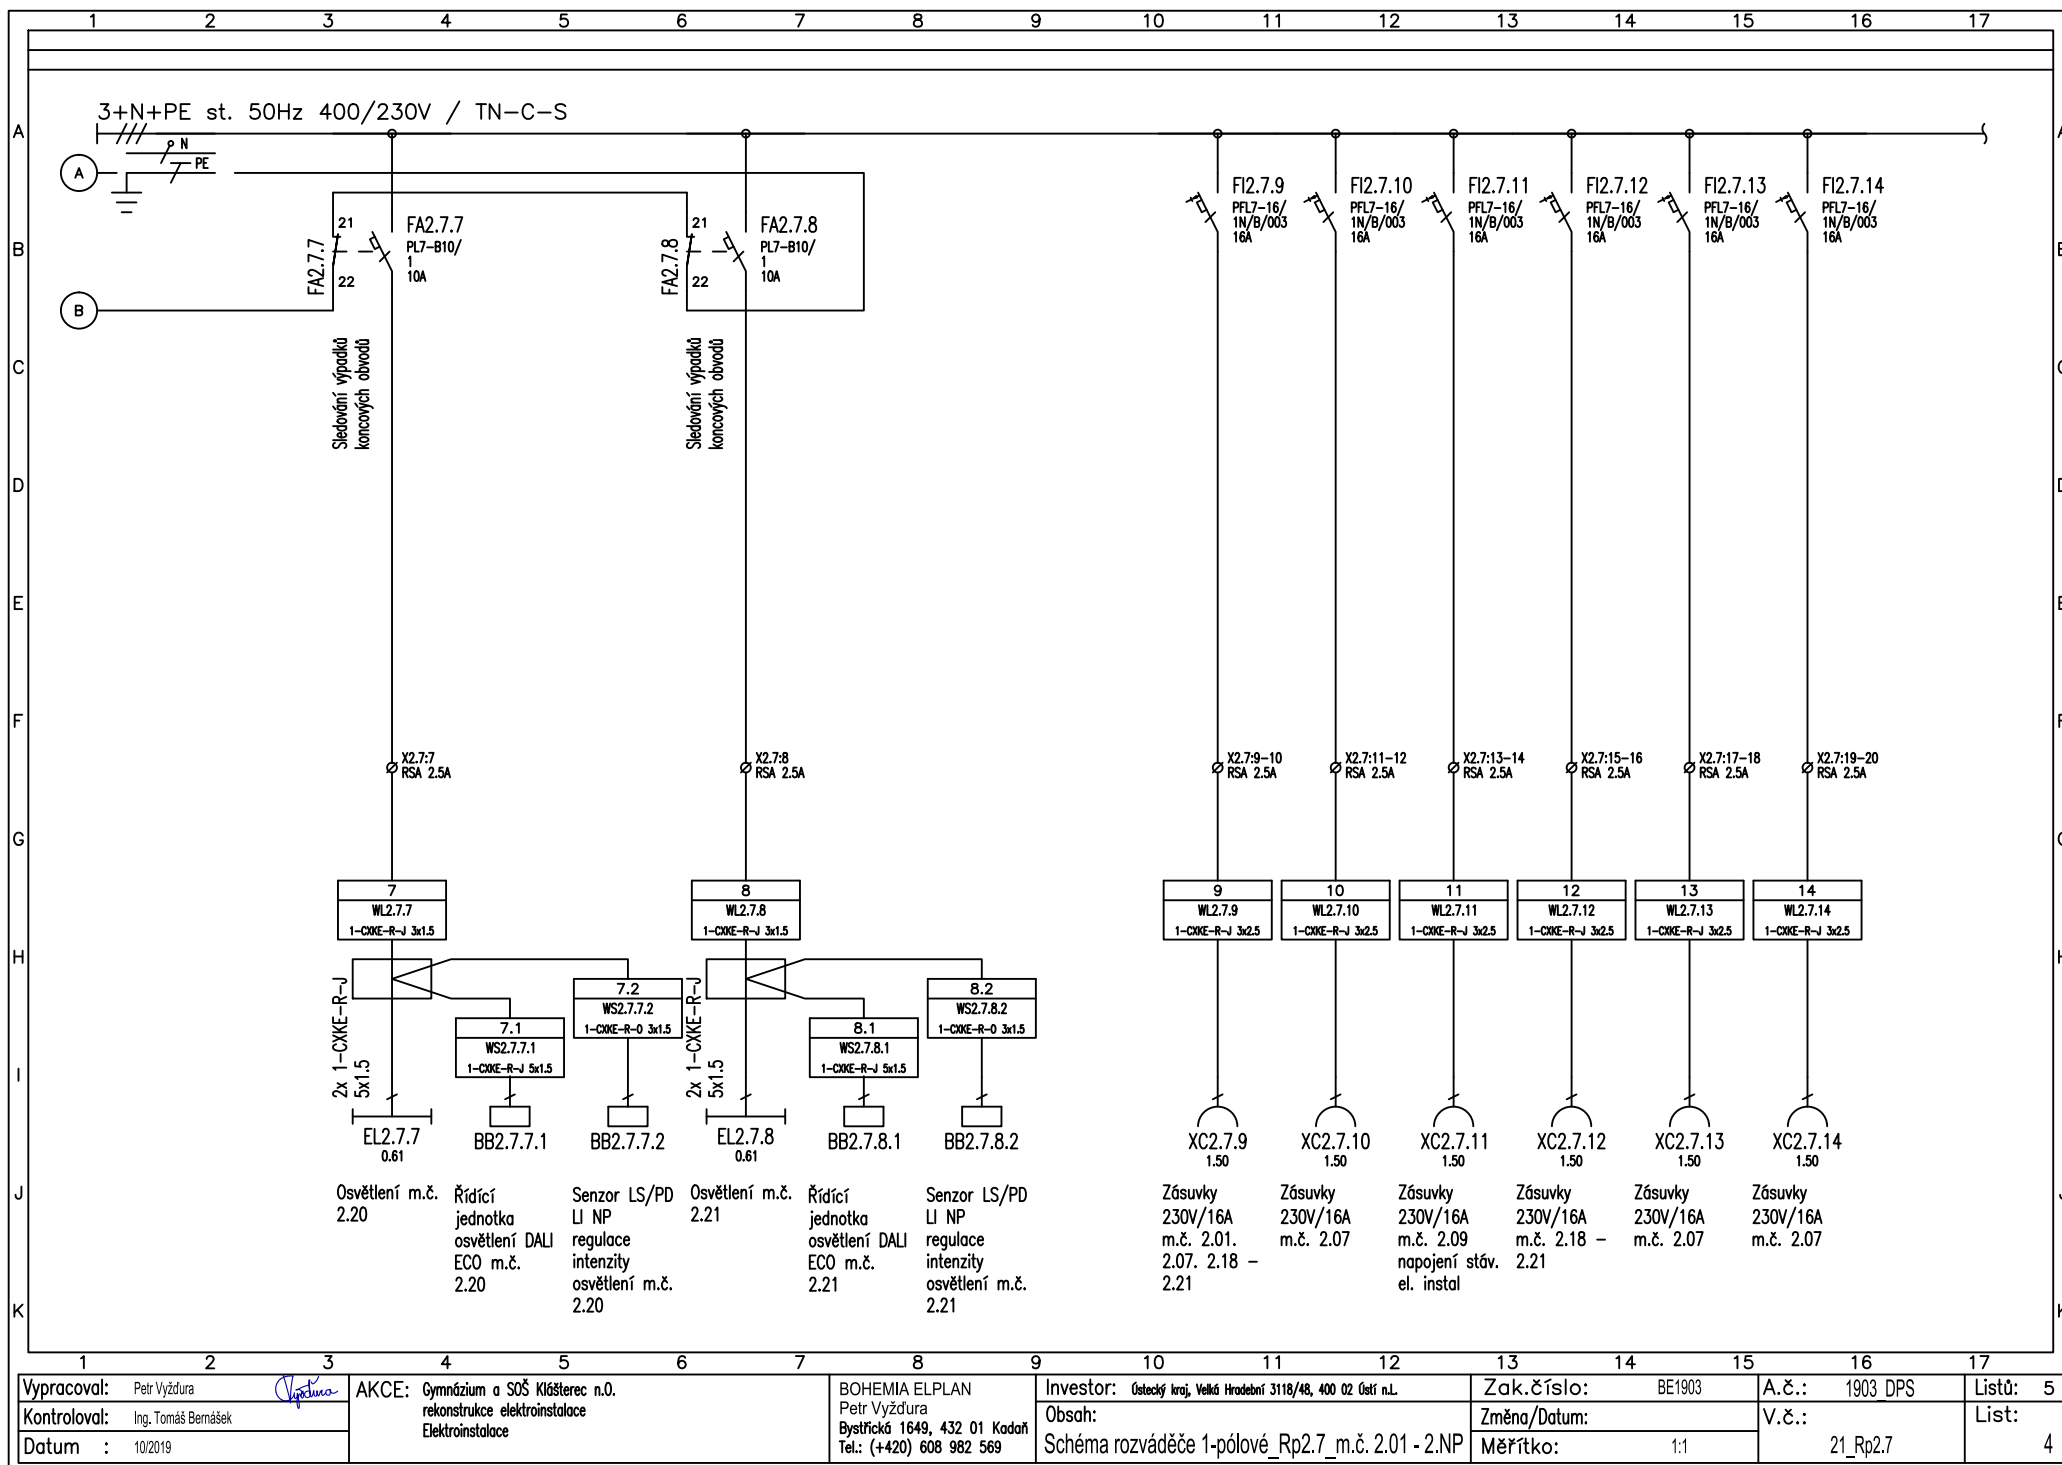 1 2 3 4 5 6 7 8 9 10 11 12 13 14 15 16 17
3+N+PE st. 50Hz 400/230V / TN-C-S
A A
N
PE
A
FA2.7.7
21
22
FA2.7.7
PL7-B10/
1
10A
FA2.7.8
21
22
FA2.7.8
PL7-B10/
1
10A
FI2.7.9
PFL7-16/
1N/B/003
16A
FI2.7.10
PFL7-16/
1N/B/003
16A
FI2.7.11
PFL7-16/
1N/B/003
16A
FI2.7.12
PFL7-16/
1N/B/003
16A
FI2.7.13
PFL7-16/
1N/B/003
16A
FI2.7.14
PFL7-16/
1N/B/003
16A
B B
B
Sledování výpadků
koncových obvodů
Sledování výpadků
koncových obvodů
C C
D D
E E
F F
X2.7:7
RSA 2.5A
X2.7:8
RSA 2.5A
X2.7:9-10
RSA 2.5A
X2.7:11-12
RSA 2.5A
X2.7:13-14
RSA 2.5A
X2.7:15-16
RSA 2.5A
X2.7:17-18
RSA 2.5A
X2.7:19-20
RSA 2.5A
G G
7
WL2.7.7
1-CXKE-R-J 3x1.5
8
WL2.7.8
1-CXKE-R-J 3x1.5
9
WL2.7.9
1-CXKE-R-J 3x2.5
10
WL2.7.10
1-CXKE-R-J 3x2.5
11
WL2.7.11
1-CXKE-R-J 3x2.5
12
WL2.7.12
1-CXKE-R-J 3x2.5
13
WL2.7.13
1-CXKE-R-J 3x2.5
14
WL2.7.14
1-CXKE-R-J 3x2.5
H H
2x 1-CXKE-R-J
5x1.5
7.1
WS2.7.7.1
1-CXKE-R-J 5x1.5
7.2
WS2.7.7.2
1-CXKE-R-O 3x1.5
2x 1-CXKE-R-J
5x1.5
8.1
WS2.7.8.1
1-CXKE-R-J 5x1.5
8.2
WS2.7.8.2
1-CXKE-R-O 3x1.5
I I
EL2.7.7
0.61
BB2.7.7.1
BB2.7.7.2
EL2.7.8
0.61
BB2.7.8.1
BB2.7.8.2
XC2.7.9
1.50
XC2.7.10
1.50
XC2.7.11
1.50
XC2.7.12
1.50
XC2.7.13
1.50
XC2.7.14
1.50
J J
Osvětlení m.č.
2.20
Řídící
jednotka
osvětlení DALI
ECO m.č.
2.20
Senzor LS/PD
LI NP
regulace
intenzity
osvětlení m.č.
2.20
Osvětlení m.č.
2.21
Řídící
jednotka
osvětlení DALI
ECO m.č.
2.21
Senzor LS/PD
LI NP
regulace
intenzity
osvětlení m.č.
2.21
Zásuvky
230V/16A
m.č. 2.01.
2.07. 2.18 -
2.21
Zásuvky
230V/16A
m.č. 2.07
Zásuvky
230V/16A
m.č. 2.09
napojení stáv.
el. instal
Zásuvky
230V/16A
m.č. 2.18 -
2.21
Zásuvky
230V/16A
m.č. 2.07
Zásuvky
230V/16A
m.č. 2.07
K K
1 2 3 4 5 6 7 8 9 10 11 12 13 14 15 16 17
Vypracoval: Petr Vyžďura Vyžďura
Kontroloval: Ing. Tomáš Bernášek
Datum : 10/2019
AKCE: Gymnázium a SOŠ Klášterec n.O.
rekonstrukce elektroinstalace
Elektroinstalace
BOHEMIA ELPLAN
Petr Vyžďura
Bystřická 1649, 432 01 Kadaň
Tel.: (+420) 608 982 569
Investor: Ústecký kraj, Velká Hradební 3118/48, 400 02 Ústí n.L.
Obsah:
Schéma rozváděče 1-pólové_Rp2.7_m.č. 2.01 - 2.NP
Zak.číslo: BE1903
Změna/Datum:
Měřítko: 1:1
A.č.: 1903_DPS
V.č.:
21_Rp2.7
Listů: 5
List:
4